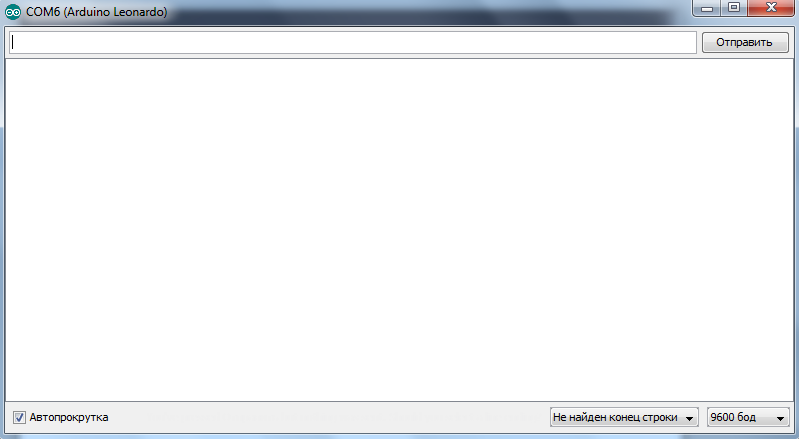 COM6 (Arduino Leonardo)
Отправить
Автопрокрутка
Не найден конец строки
9600 бод